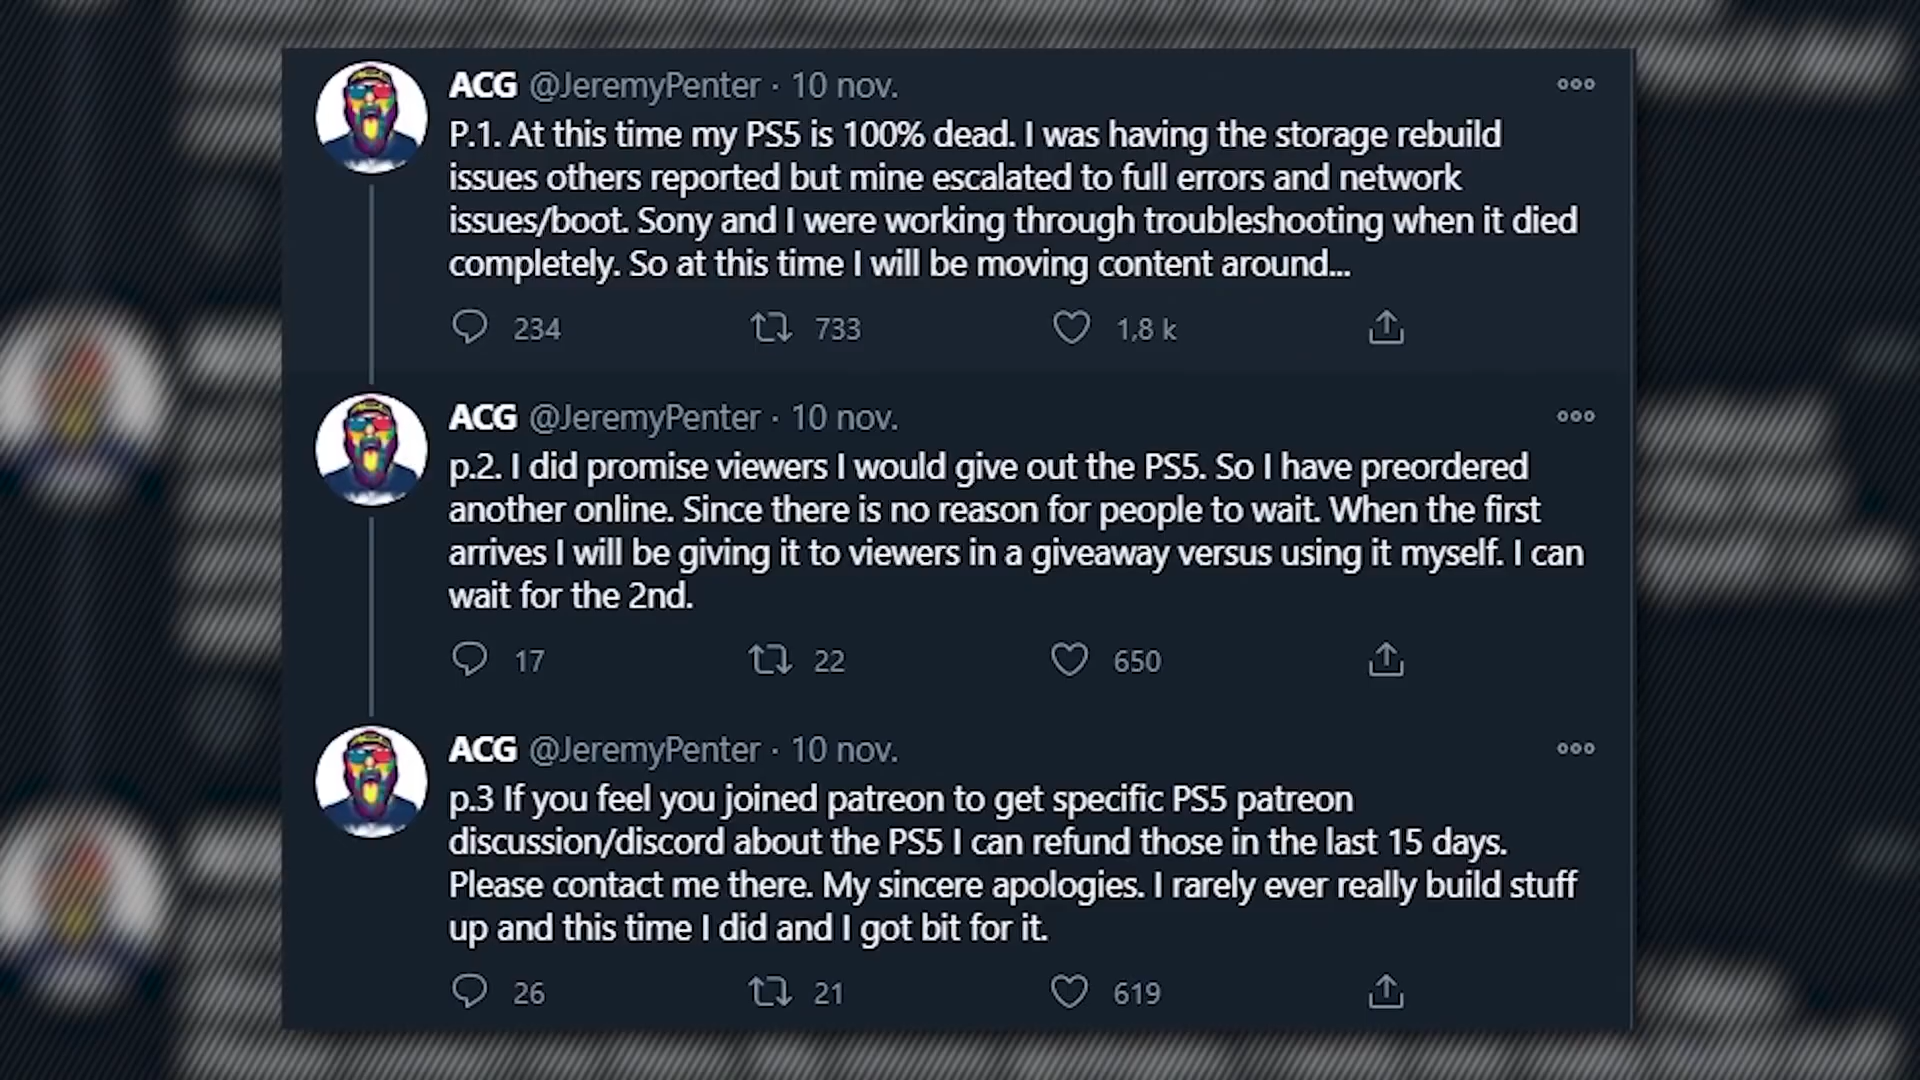 ACG @JeremyPenter · 10 nov.
P.1. At this time my PS5 is 100% dead. I was having the storage rebuild
issues others reported but mine escalated to full errors and network
issues/boot. Sony and I were working through troubleshooting when it died
completely. So at this time I will be moving content around...
234 733 1,8 k
ACG @JeremyPenter · 10 nov.
p.2. I did promise viewers I would give out the PS5. So I have preordered
another online. Since there is no reason for people to wait. When the first
arrives I will be giving it to viewers in a giveaway versus using it myself. I can
wait for the 2nd.
17 22 650
ACG @JeremyPenter · 10 nov.
p.3 If you feel you joined patreon to get specific PS5 patreon
discussion/discord about the PS5 I can refund those in the last 15 days.
Please contact me there. My sincere apologies. I rarely ever really build stuff
up and this time I did and I got bit for it.
26 21 619